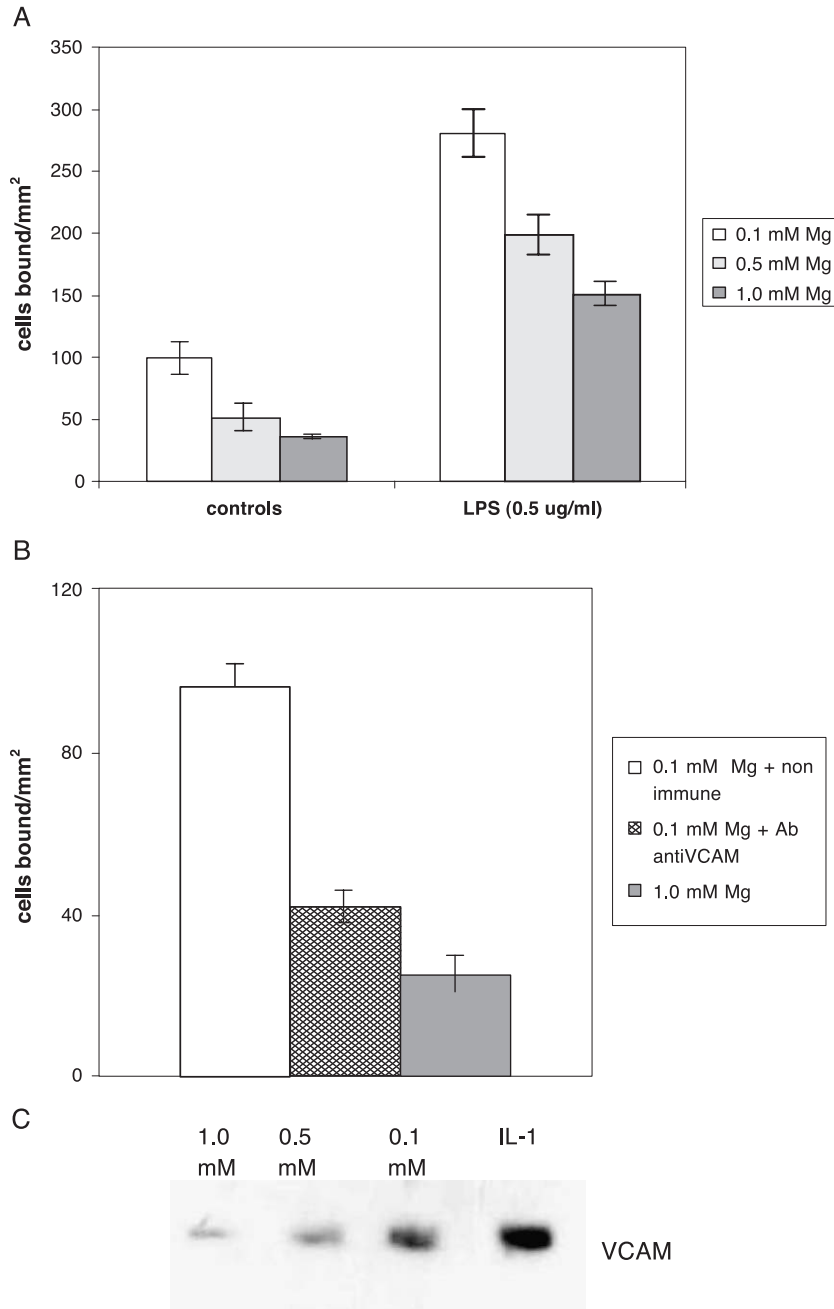 A
350
300
250
200
150
100
50
0
cells bound/mm²
controls
LPS (0.5 ug/ml)
0.1 mM Mg
0.5 mM Mg
1.0 mM Mg
B
120
80
40
0
cells bound/mm²
0.1 mM Mg + non
immune
0.1 mM Mg + Ab
antiVCAM
1.0 mM Mg
C
1.0 0.5 0.1 IL-1
mM mM mM
VCAM